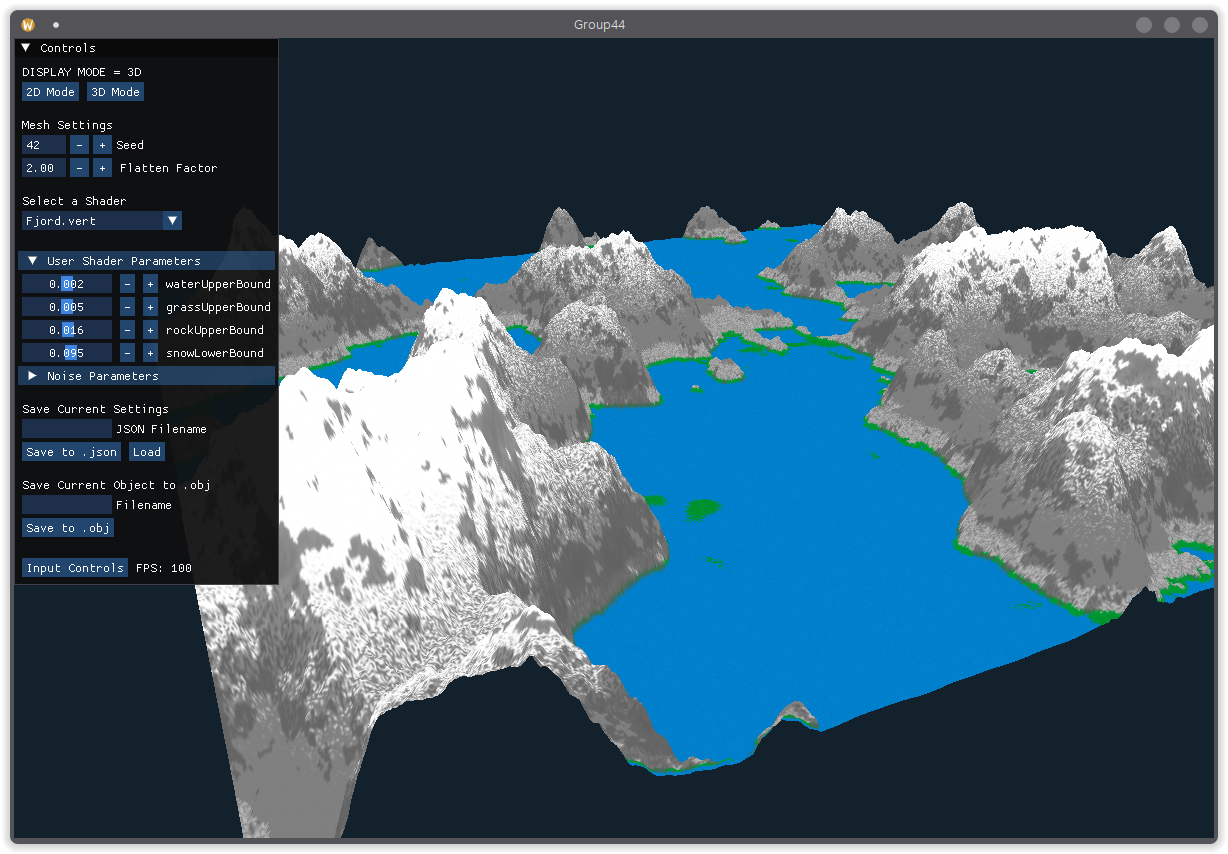 W
Group44
Controls
DISPLAY MODE = 3D
2D Mode 3D Mode
Mesh Settings
42 - + Seed
2.00 - + Flatten Factor
Select a Shader
Fjord.vert
User Shader Parameters
0.002 - + waterUpperBound
0.005 - + grassUpperBound
0.016 - + rockUpperBound
0.095 - + snowLowerBound
Noise Parameters
Save Current Settings
JSON Filename
Save to .json Load
Save Current Object to .obj
Filename
Save to .obj
Input Controls FPS: 100